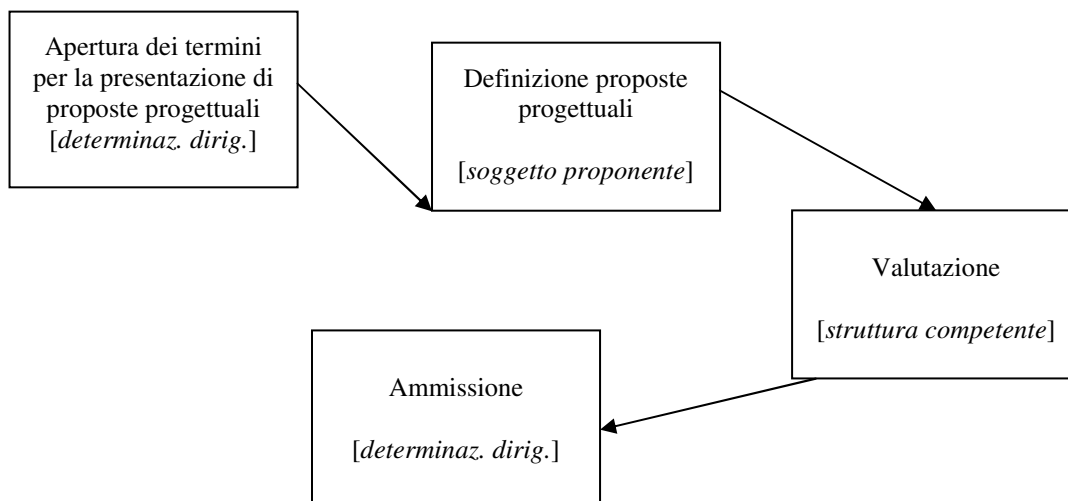 Apertura dei termini
per la presentazione di
proposte progettuali
[determinaz. dirig.]
Definizione proposte
progettuali
[soggetto proponente]
Valutazione
[struttura competente]
Ammissione
[determinaz. dirig.]